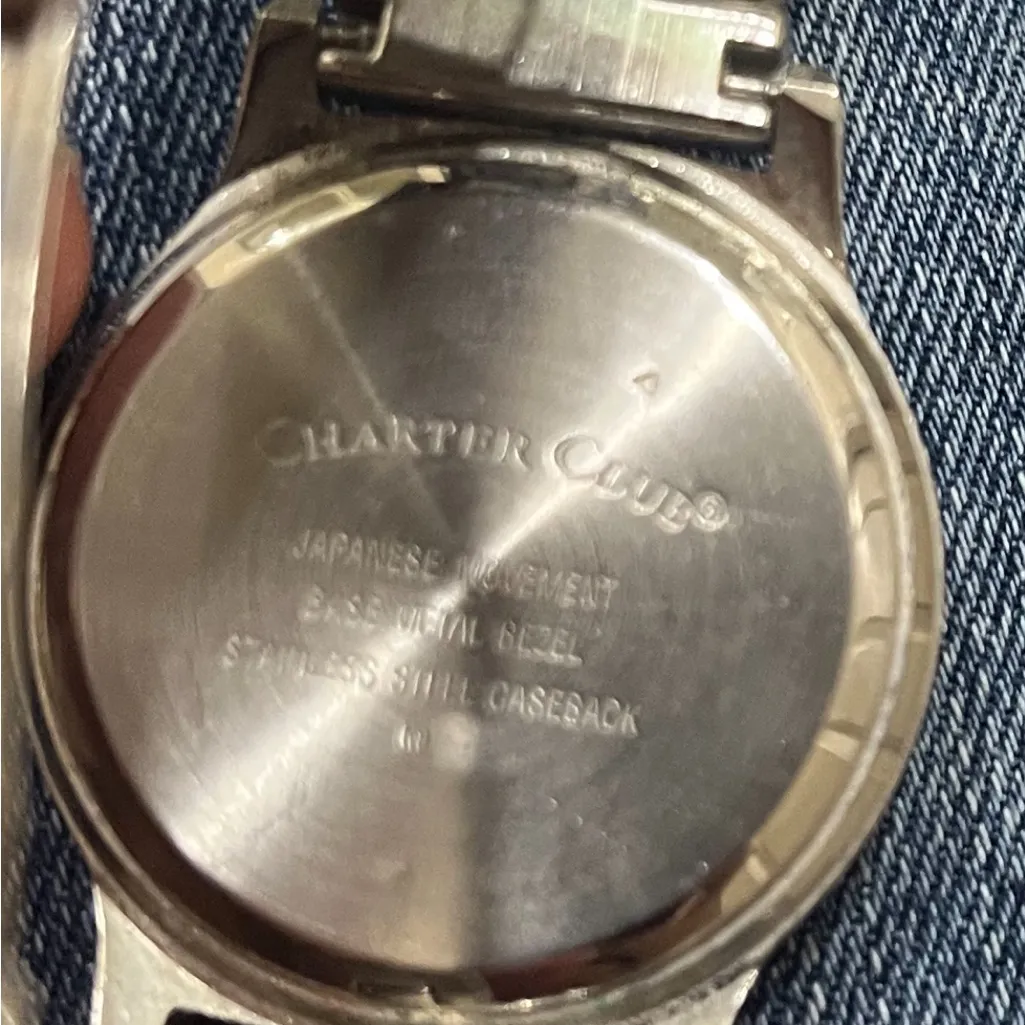 CHARTER CLUB®
JAPANESE MOVEMENT
BASE METAL BEZEL
STAINLESS STEEL CASEBACK